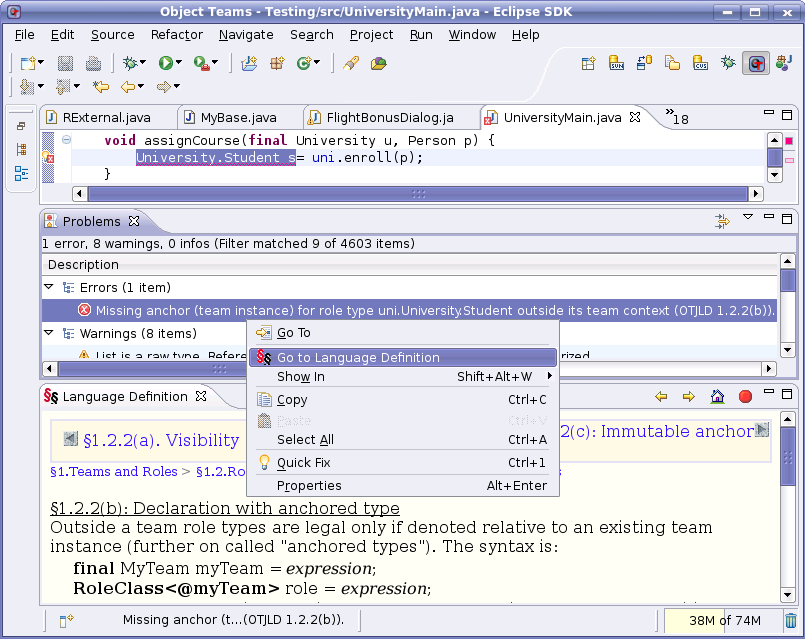 Object Teams - Testing/src/UniversityMain.java - Eclipse SDK
File Edit Source Refactor Navigate Search Project Run Window Help
RExternal.java MyBase.java FlightBonusDialog.ja UniversityMain.java »18
void assignCourse(final University u, Person p) {
University.Student s= uni.enroll(p);
}
Problems
1 error, 8 warnings, 0 infos (Filter matched 9 of 4603 items)
Description
Errors (1 item)
Missing anchor (team instance) for role type uni.University.Student outside its team context (OTJLD 1.2.2(b)).
Warnings (8 items)
List is a raw type. Refere rized
Go To
Go to Language Definition
Show In Shift+Alt+W
Copy Ctrl+C
Paste Ctrl+V
Select All Ctrl+A
Quick Fix Ctrl+1
Properties Alt+Enter
Language Definition
§1.2.2(a). Visibility 2(c): Immutable anchor
§1.Teams and Roles > §1.2.Ro s
§1.2.2(b): Declaration with anchored type
Outside a team role types are legal only if denoted relative to an existing team
instance (further on called "anchored types"). The syntax is:
final MyTeam myTeam = expression;
RoleClass<@myTeam> role = expression;
Missing anchor (t...(OTJLD 1.2.2(b)). 38M of 74M